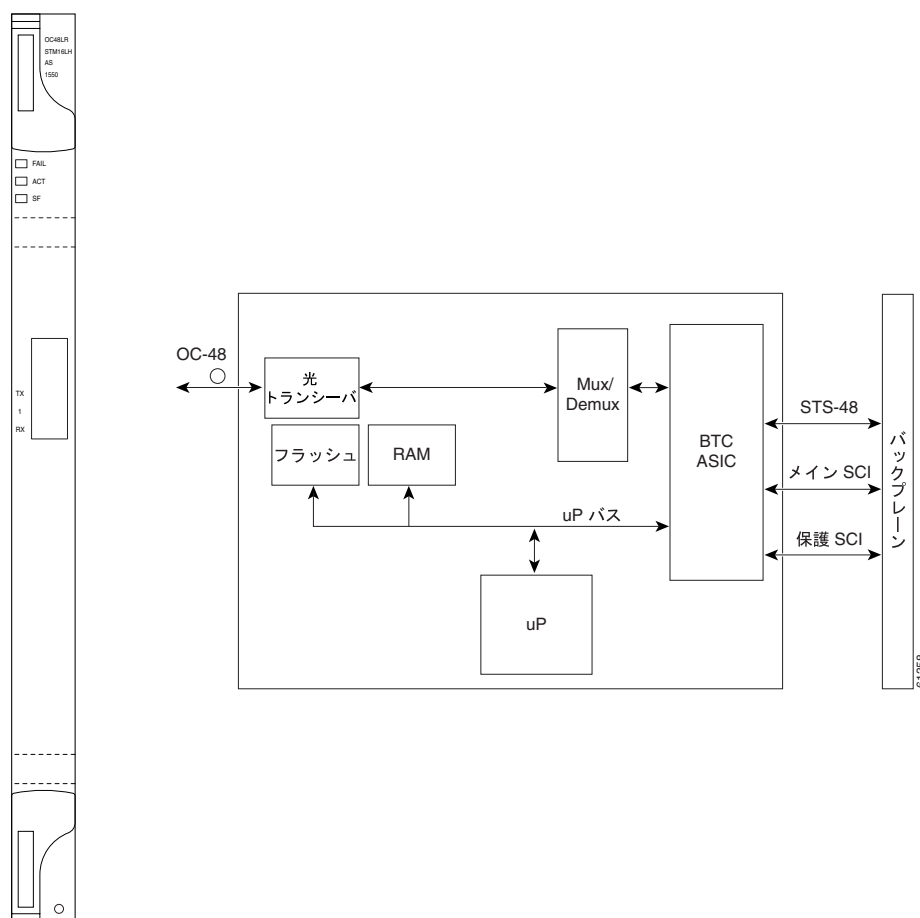 OC48LR
STM16LH
AS
1550
FAIL
ACT
SF
TX
1
RX
OC-48
光
トランシーバ
Mux/
Demux
BTC
ASIC
フラッシュ
RAM
uP バス
uP
STS-48
メイン SCI
保護 SCI
バックプレーン